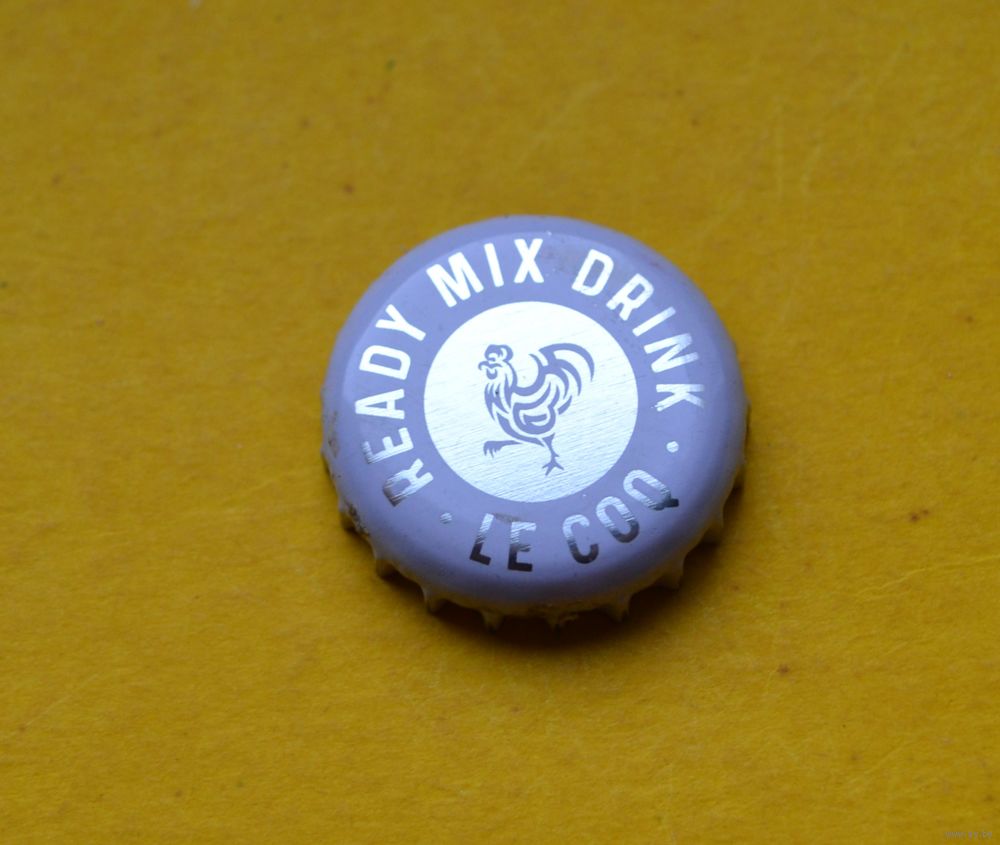 READY MIX DRINK
• LE COQ •